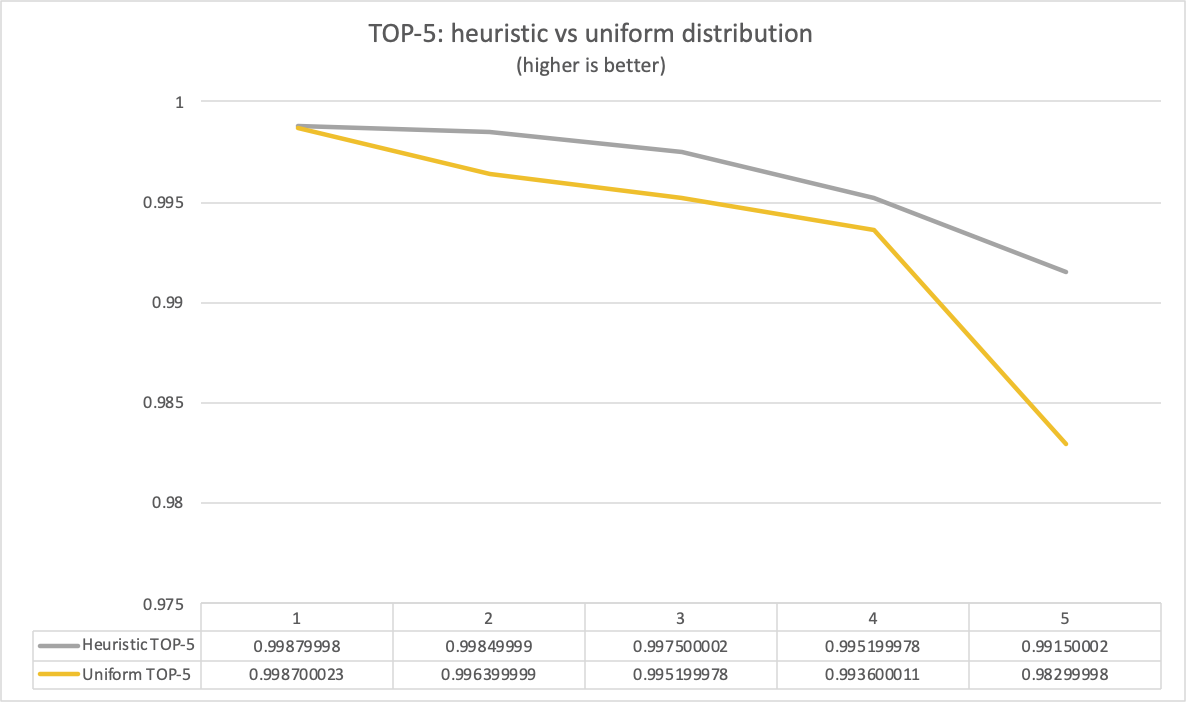 TOP-5: heuristic vs uniform distribution
(higher is better)
1
0.995
0.99
0.985
0.98
0.975
1 2 3 4 5
Heuristic TOP-5 0.99879998 0.99849999 0.997500002 0.995199978 0.99150002
Uniform TOP-5 0.998700023 0.996399999 0.995199978 0.993600011 0.98299998